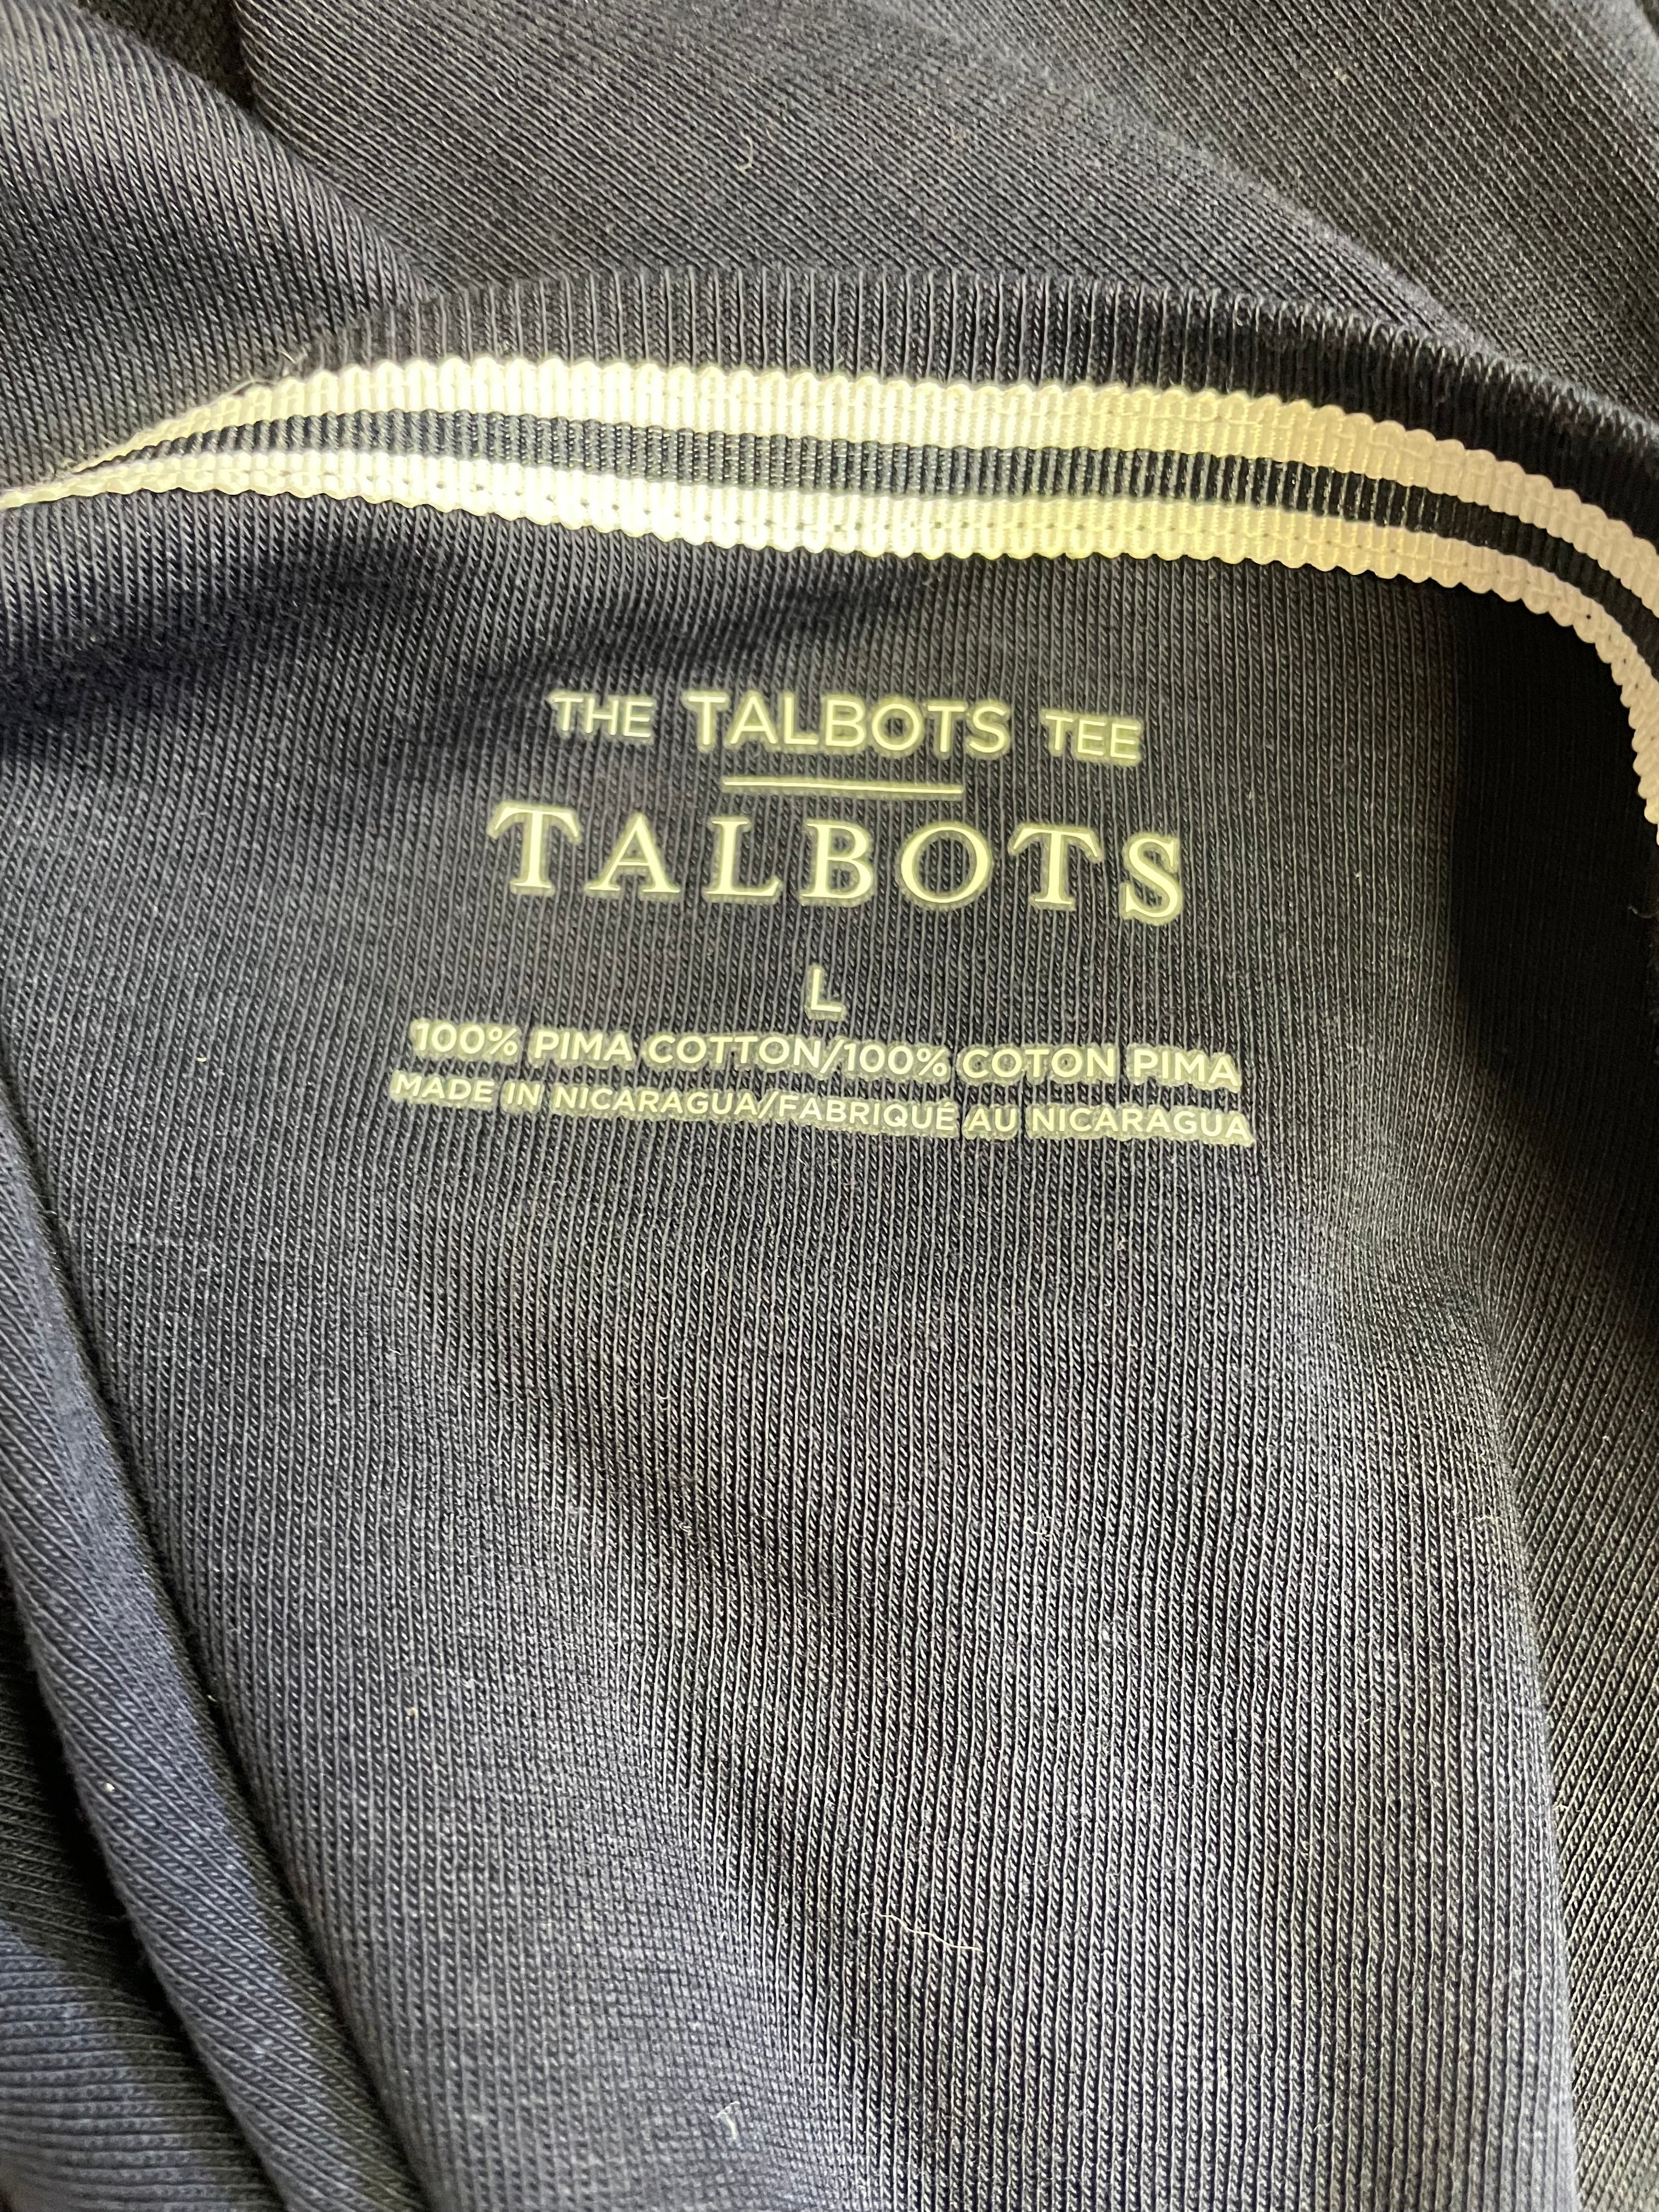 THE TALBOTS TEE
TALBOTS
L
100% PIMA COTTON/100% COTON PIMA
MADE IN NICARAGUA/FABRIQUÉ AU NICARAGUA